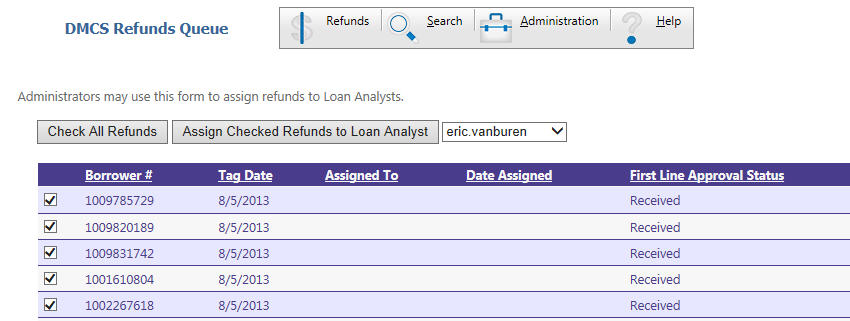 DMCS Refunds Queue
Refunds Search Administration Help
Administrators may use this form to assign refunds to Loan Analysts.
Check All Refunds Assign Checked Refunds to Loan Analyst eric.vanburen
Borrower # Tag Date Assigned To Date Assigned First Line Approval Status
1009785729 8/5/2013 Received
1009820189 8/5/2013 Received
1009831742 8/5/2013 Received
1001610804 8/5/2013 Received
1002267618 8/5/2013 Received